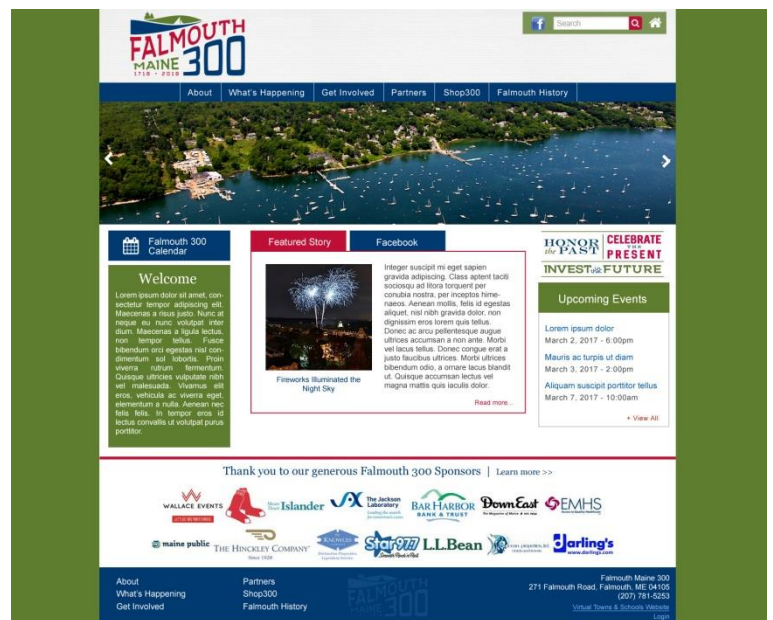 FALMOUTH
MAINE 300
1718 • 2018
Search
About What's Happening Get Involved Partners Shop300 Falmouth History
Falmouth 300
Calendar
Welcome
Lorem ipsum dolor sit amet, con-
sectetur tempor adipiscing elit.
Maecenas a risus justo. Nunc at
neque eu nunc volutpat inter
dium. Maecenas a ligula lectus,
non tempor tellus. Fusce
bibendum orci egestas nisl con-
dimentum sol lobortis. Proin
viverra rutrum fermentum.
Quisque ultricies vulputate nibh
vel malesuada. Vivamus elit
eros, vehicula ac viverra eget,
elementum a nulla. Aenean nec
felis felis. In tempor eros id
lectus convallis ut volutpat purus
porttitor.
Featured Story Facebook
Fireworks Illuminated the
Night Sky
Integer suscipit mi eget sapien
gravida adipiscing. Class aptent taciti
sociosqu ad litora torquent per
conubia nostra, per inceptos hime-
naeos. Aenean mollis, felis id egestas
aliquet, nisl nibh gravida dolor, non
dignissim eros lorem quis tellus.
Donec ac arcu pellentesque augue
ultrices accumsan a non ante. Morbi
vel lacus tellus. Donec congue erat a
justo faucibus ultrices. Morbi ultrices
bibendum odio, a ornare lacus blandit
ut. Quisque accumsan lectus vel
magna mattis quis iaculis dolor.
Read more...
HONOR the PAST
CELEBRATE THE PRESENT
INVEST in the FUTURE
Upcoming Events
Lorem ipsum dolor
March 2, 2017 - 6:00pm
Mauris ac turpis ut diam
March 3, 2017 - 2:00pm
Aliquam suscipit porttitor tellus
March 7, 2017 - 10:00am
+ View All
Thank you to our generous Falmouth 300 Sponsors | Learn more >>
WALLACE EVENTS
Islander
The Jackson
Laboratory
BAR HARBOR
BANK & TRUST
Down East
EMHS
maine public
THE HINCKLEY COMPANY
Since 1928
KNOWLES
Star 97.7
L.L.Bean
darling's
www.darlings.com
About
What's Happening
Get Involved
Partners
Shop300
Falmouth History
FALMOUTH
MAINE 300
Falmouth Maine 300
271 Falmouth Road, Falmouth, ME 04105
(207) 781-5253
Virtual Towns & Schools Website
Login